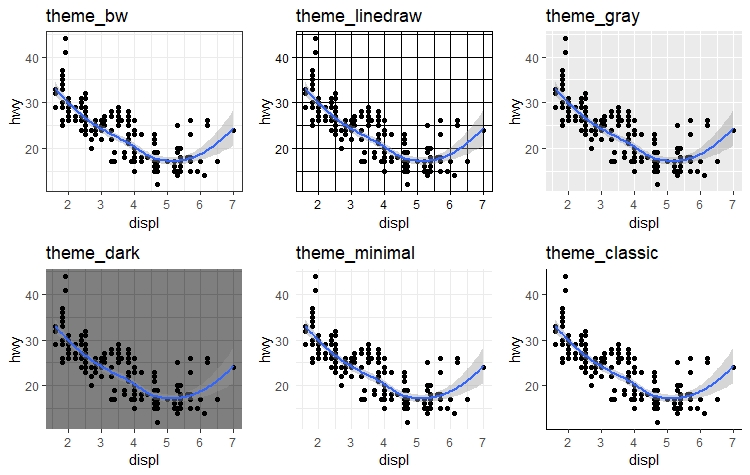 theme_bw
theme_linedraw
theme_gray
hwy
40
30
20
2 3 4 5 6 7
displ
hwy
40
30
20
2 3 4 5 6 7
displ
hwy
40
30
20
2 3 4 5 6 7
displ
theme_dark
theme_minimal
theme_classic
hwy
40
30
20
2 3 4 5 6 7
displ
hwy
40
30
20
2 3 4 5 6 7
displ
hwy
40
30
20
2 3 4 5 6 7
displ